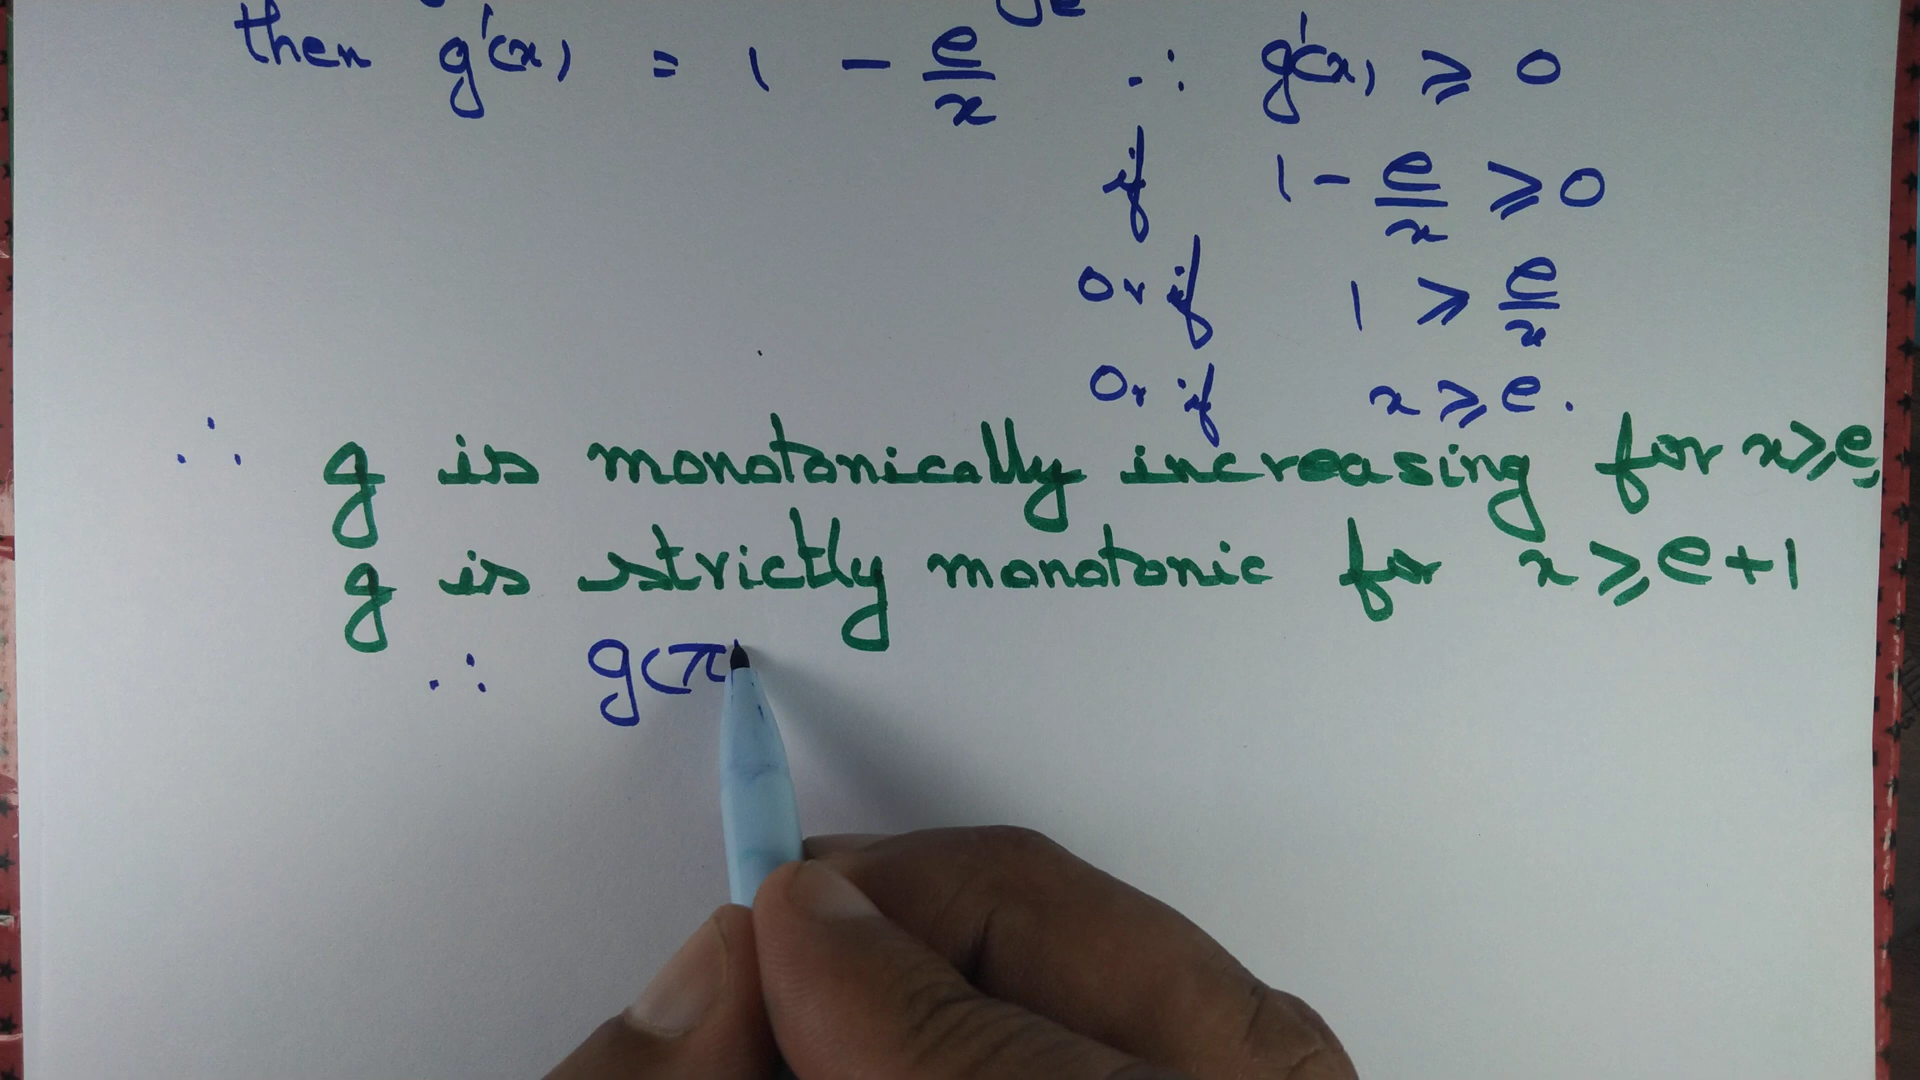 then g'(x) = 1 - e/x ∴ g'(x) ⩾ 0
if 1 - e/x ⩾ 0
Or if 1 ⩾ e/x
Or if x ⩾ e.
∴ g is monotonically increasing for x ⩾ e,
g is strictly monotonic for x ⩾ e + 1
∴ g(π